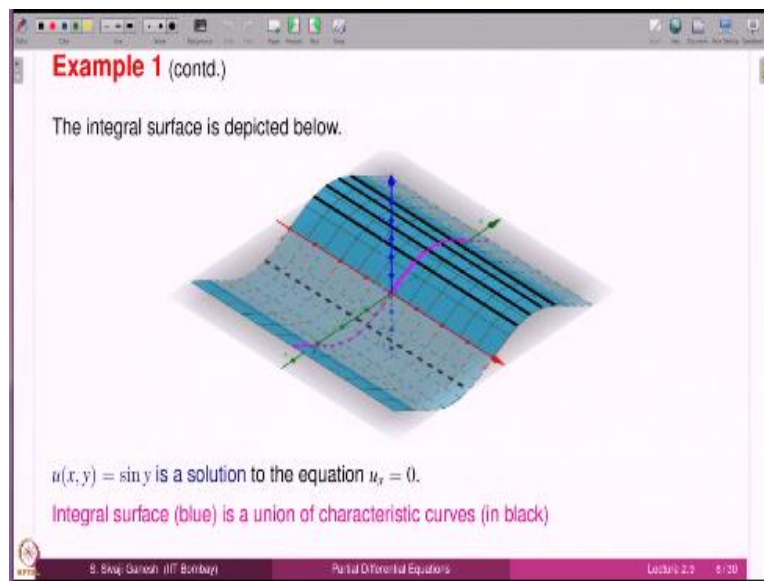 Example 1 (contd.)
The integral surface is depicted below.
u(x, y) = sin y is a solution to the equation uₓ = 0.
Integral surface (blue) is a union of characteristic curves (in black)
S. Sivaji Ganesh (IIT Bombay) Partial Differential Equations Lecture 2.3